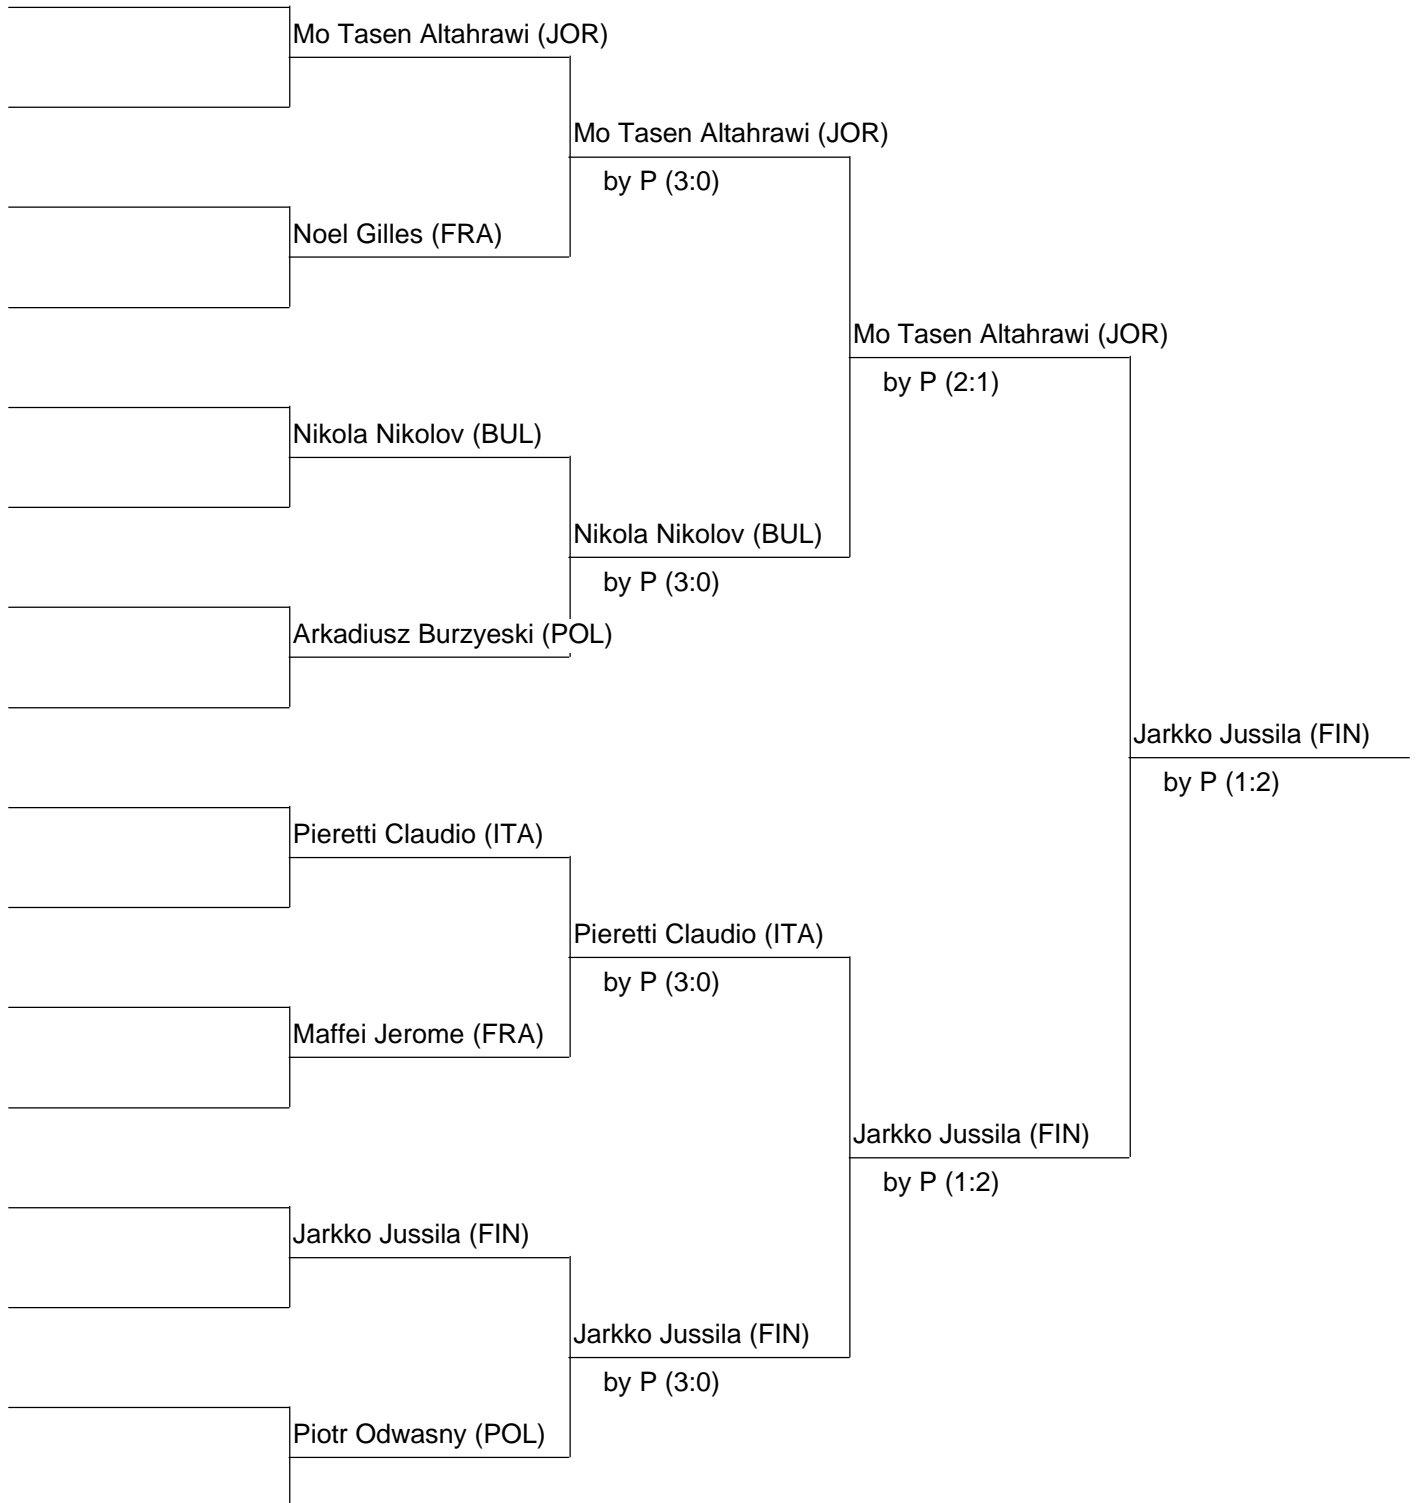 Mo Tasen Altahrawi (JOR)
Mo Tasen Altahrawi (JOR)
by P (3:0)
Noel Gilles (FRA)
Mo Tasen Altahrawi (JOR)
by P (2:1)
Nikola Nikolov (BUL)
Nikola Nikolov (BUL)
by P (3:0)
Arkadiusz Burzyeski (POL)
Jarkko Jussila (FIN)
by P (1:2)
Pieretti Claudio (ITA)
Pieretti Claudio (ITA)
by P (3:0)
Maffei Jerome (FRA)
Jarkko Jussila (FIN)
by P (1:2)
Jarkko Jussila (FIN)
Jarkko Jussila (FIN)
by P (3:0)
Piotr Odwasny (POL)